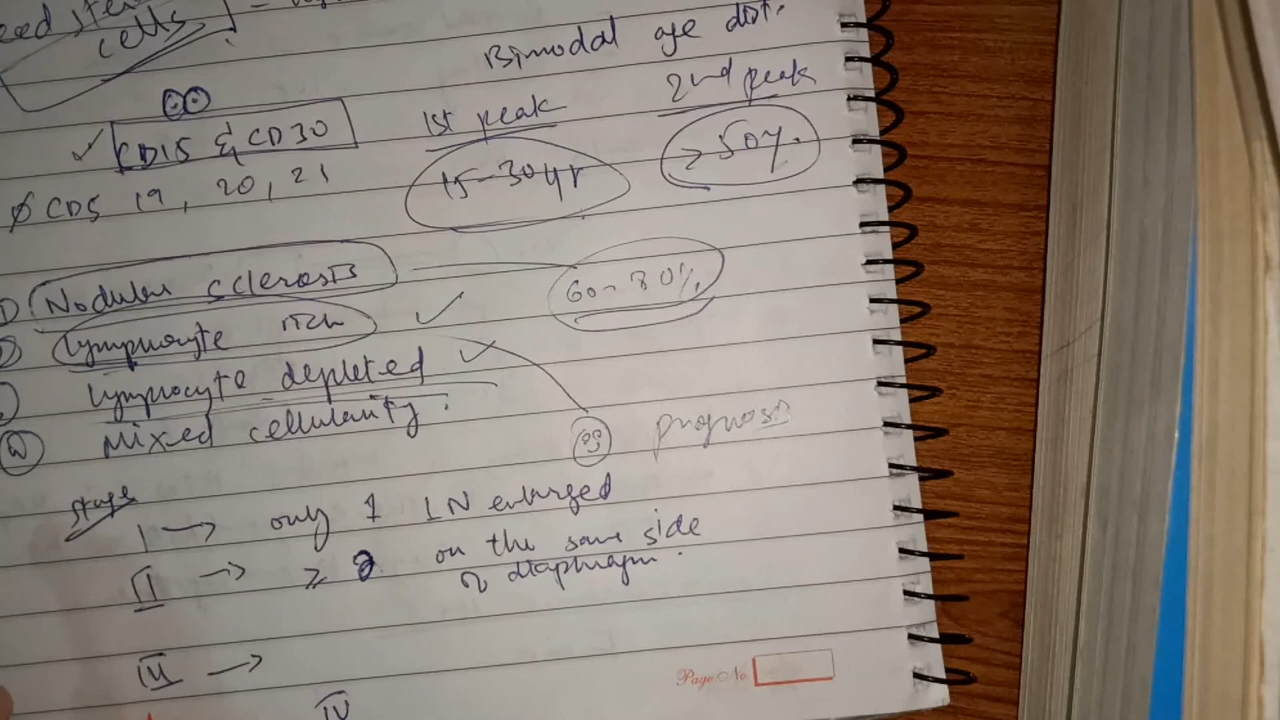 cells
Bimodal age dist.
CD15 & CD30
1st peak
2nd peak
CDs 19, 20, 21
15-30 yr
> 50 y.
Nodular sclerosis
60-80%
lymphocyte rich
lymphocyte depleted
Mixed cellularity.
prognosis
Stage
I → only 1 LN enlarged
II → ≥ 2 on the same side
of diaphragm.
III →
IV
Page No